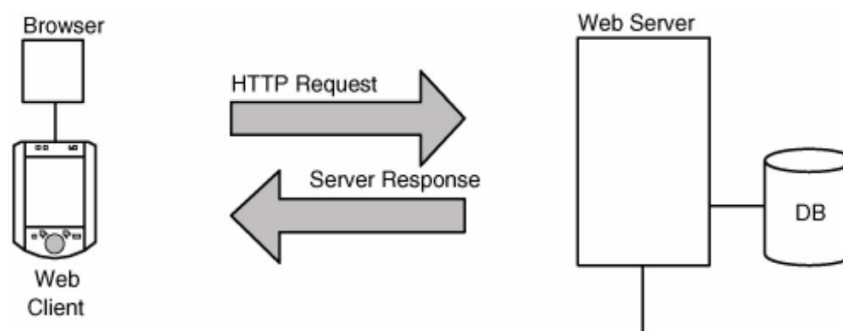 Browser
Web Server
HTTP Request
Server Response
DB
Web
Client